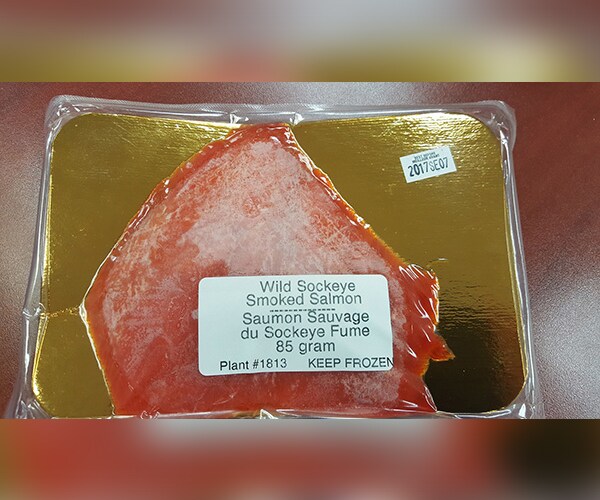 2017SE07
Wild Sockeye
Smoked Salmon
Saumon Sauvage
du Sockeye Fume
85 gram
Plant #1813 KEEP FROZEN